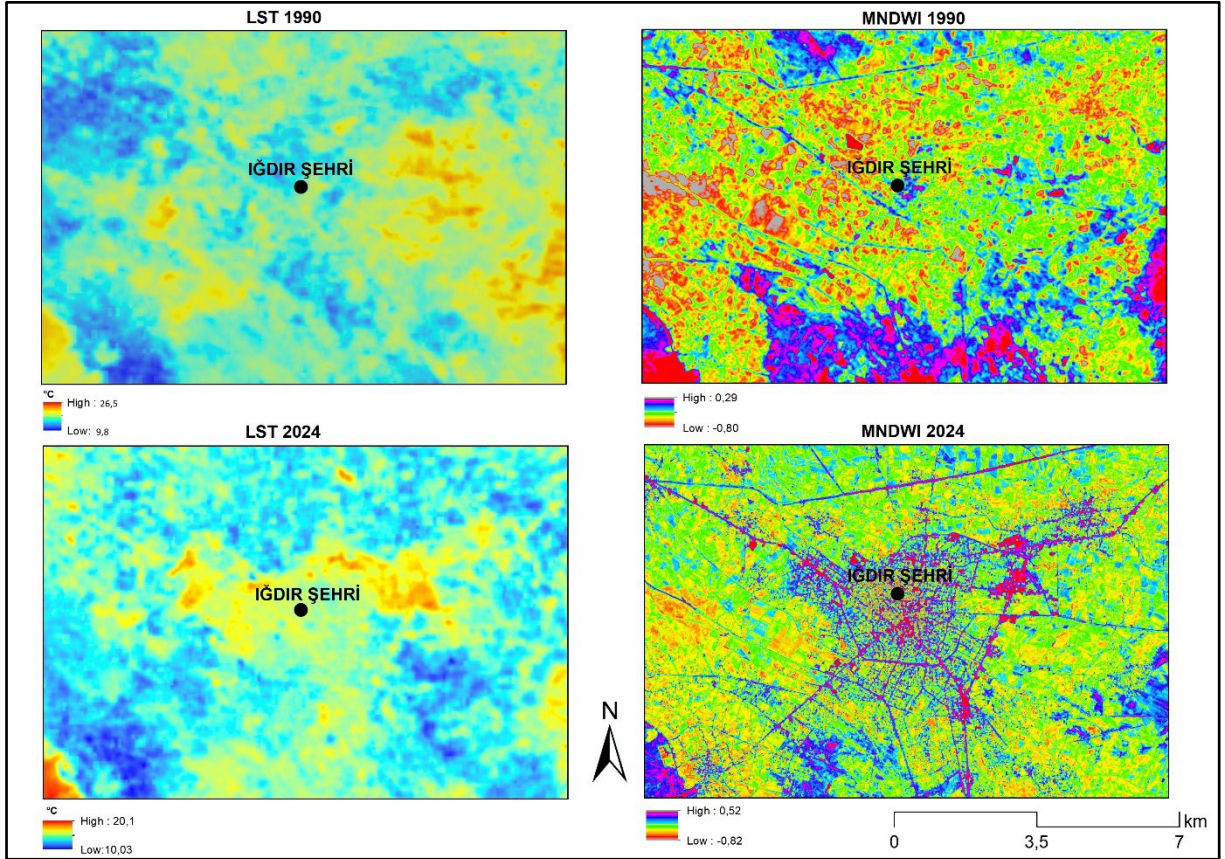 LST 1990
MNDWI 1990
IĞDIR ŞEHRİ
IĞDIR ŞEHRİ
°C
High : 26,5
Low: 9,8
High : 0,29
Low : -0,80
LST 2024
MNDWI 2024
IĞDIR ŞEHRİ
IĞDIR ŞEHRİ
N
°C
High : 20,1
Low:10,03
High : 0,52
Low : -0,82
km
0 3,5 7